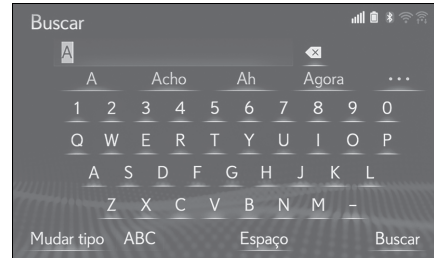 Buscar
A
A Acho Ah Agora ...
1 2 3 4 5 6 7 8 9 0
Q W E R T Y U I O P
A S D F G H J K L
Z X C V B N M -
Mudar tipo ABC Espaço Buscar